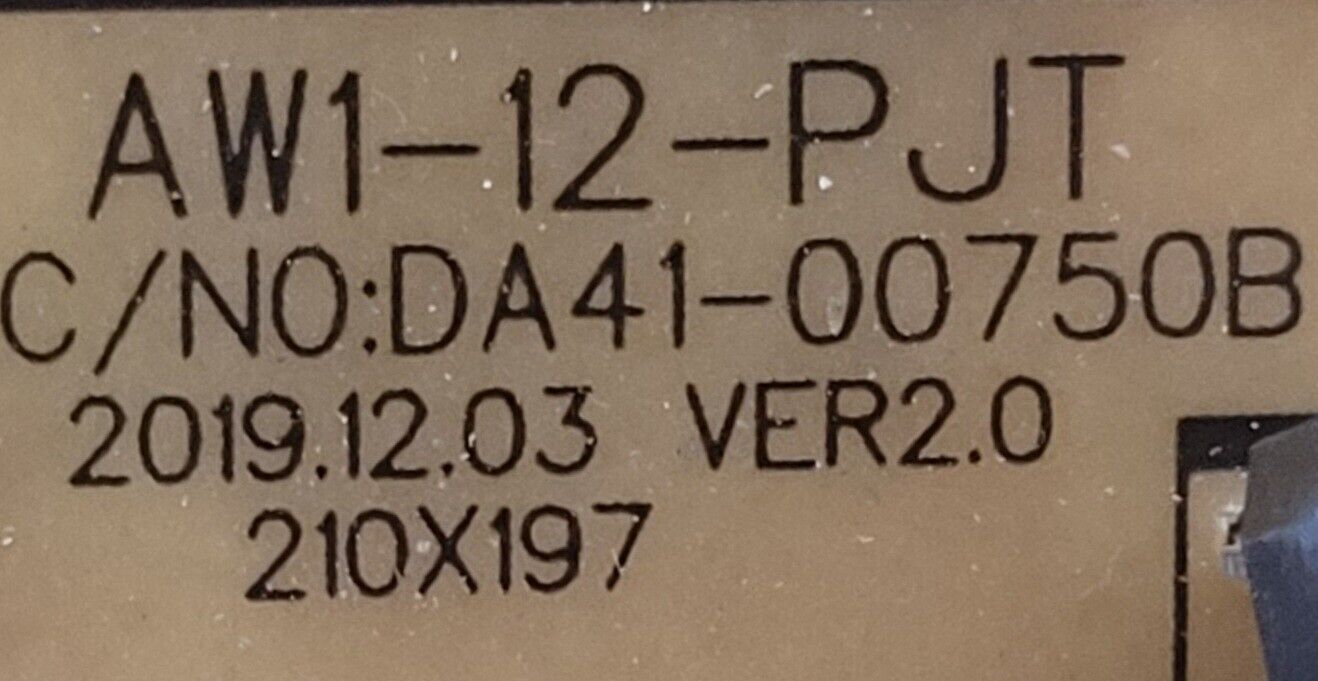 AW1-12-PJT
C/NO:DA41-00750B
2019.12.03 VER2.0
210X197